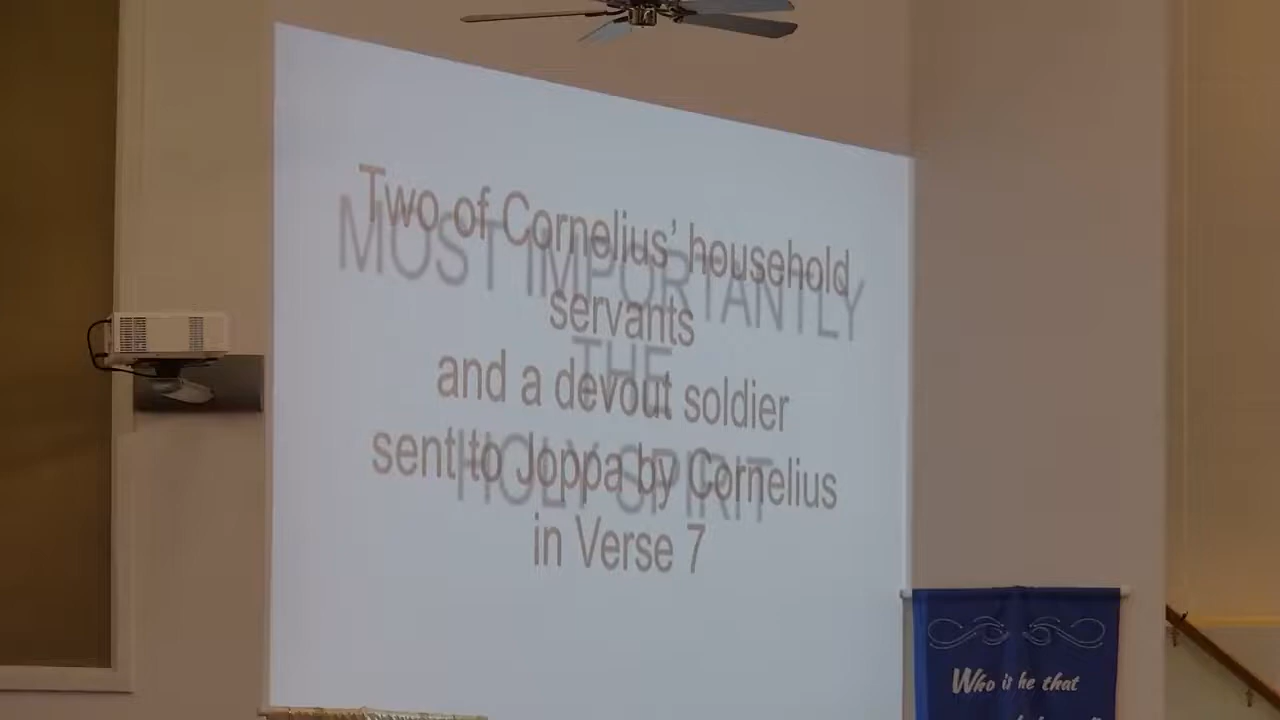 Two of Cornelius' household
servants
and a devout soldier
sent to Joppa by Cornelius
in Verse 7
MOST IMPORTANTLY
THE
HOLY SPIRIT
Who is he that